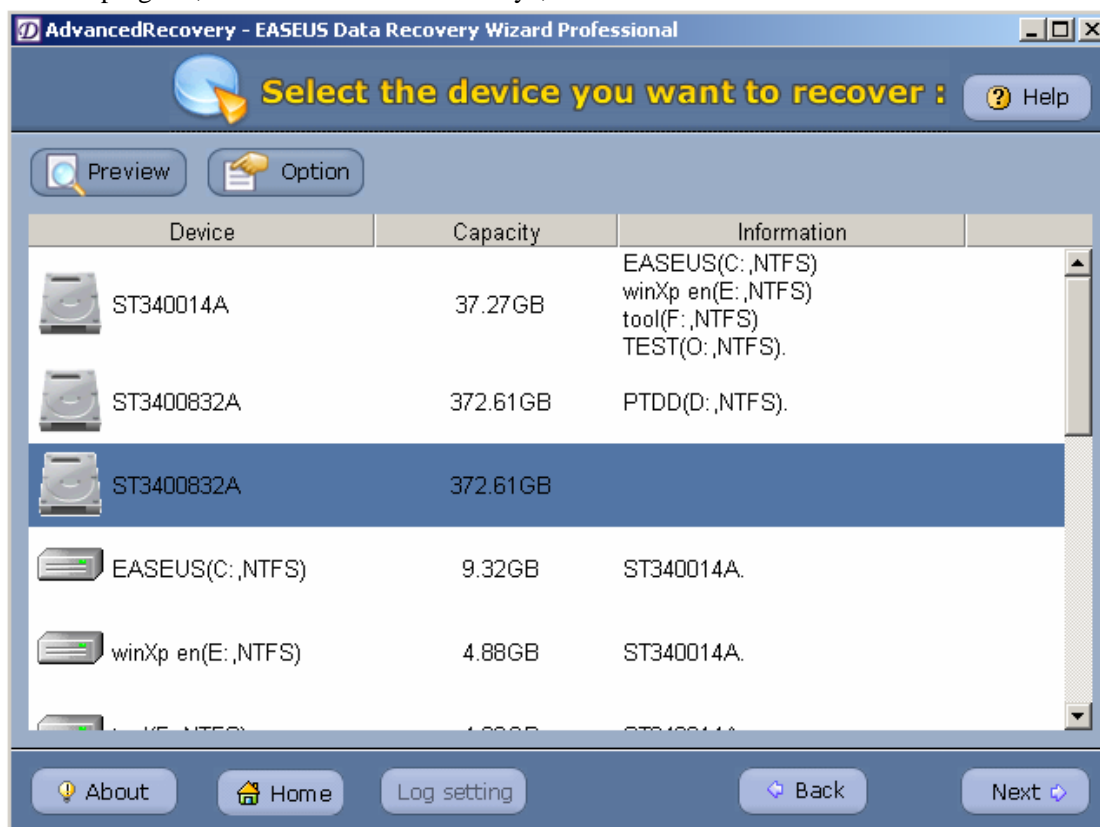 AdvancedRecovery - EASEUS Data Recovery Wizard Professional
Select the device you want to recover :
Help
Preview Option
Device Capacity Information
ST340014A 37.27GB EASEUS(C:,NTFS)
winXp en(E:,NTFS)
tool(F:,NTFS)
TEST(O:,NTFS).
ST3400832A 372.61GB PTDD(D:,NTFS).
ST3400832A 372.61GB
EASEUS(C:,NTFS) 9.32GB ST340014A.
winXp en(E:,NTFS) 4.88GB ST340014A.
About Home Log setting Back Next